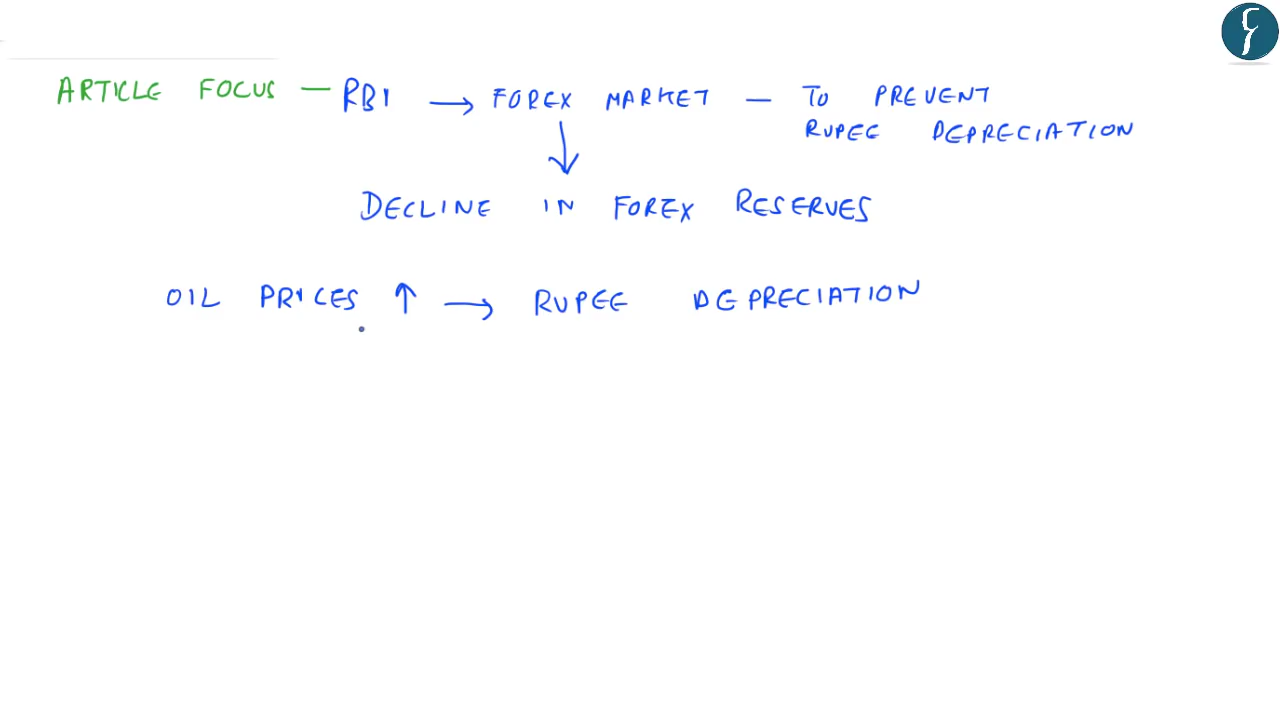 ARTICLE FOCUS — RBI → FOREX MARKET — TO PREVENT
RUPEE DEPRECIATION
↓
DECLINE IN FOREX RESERVES
OIL PRICES ↑ → RUPEE DEPRECIATION